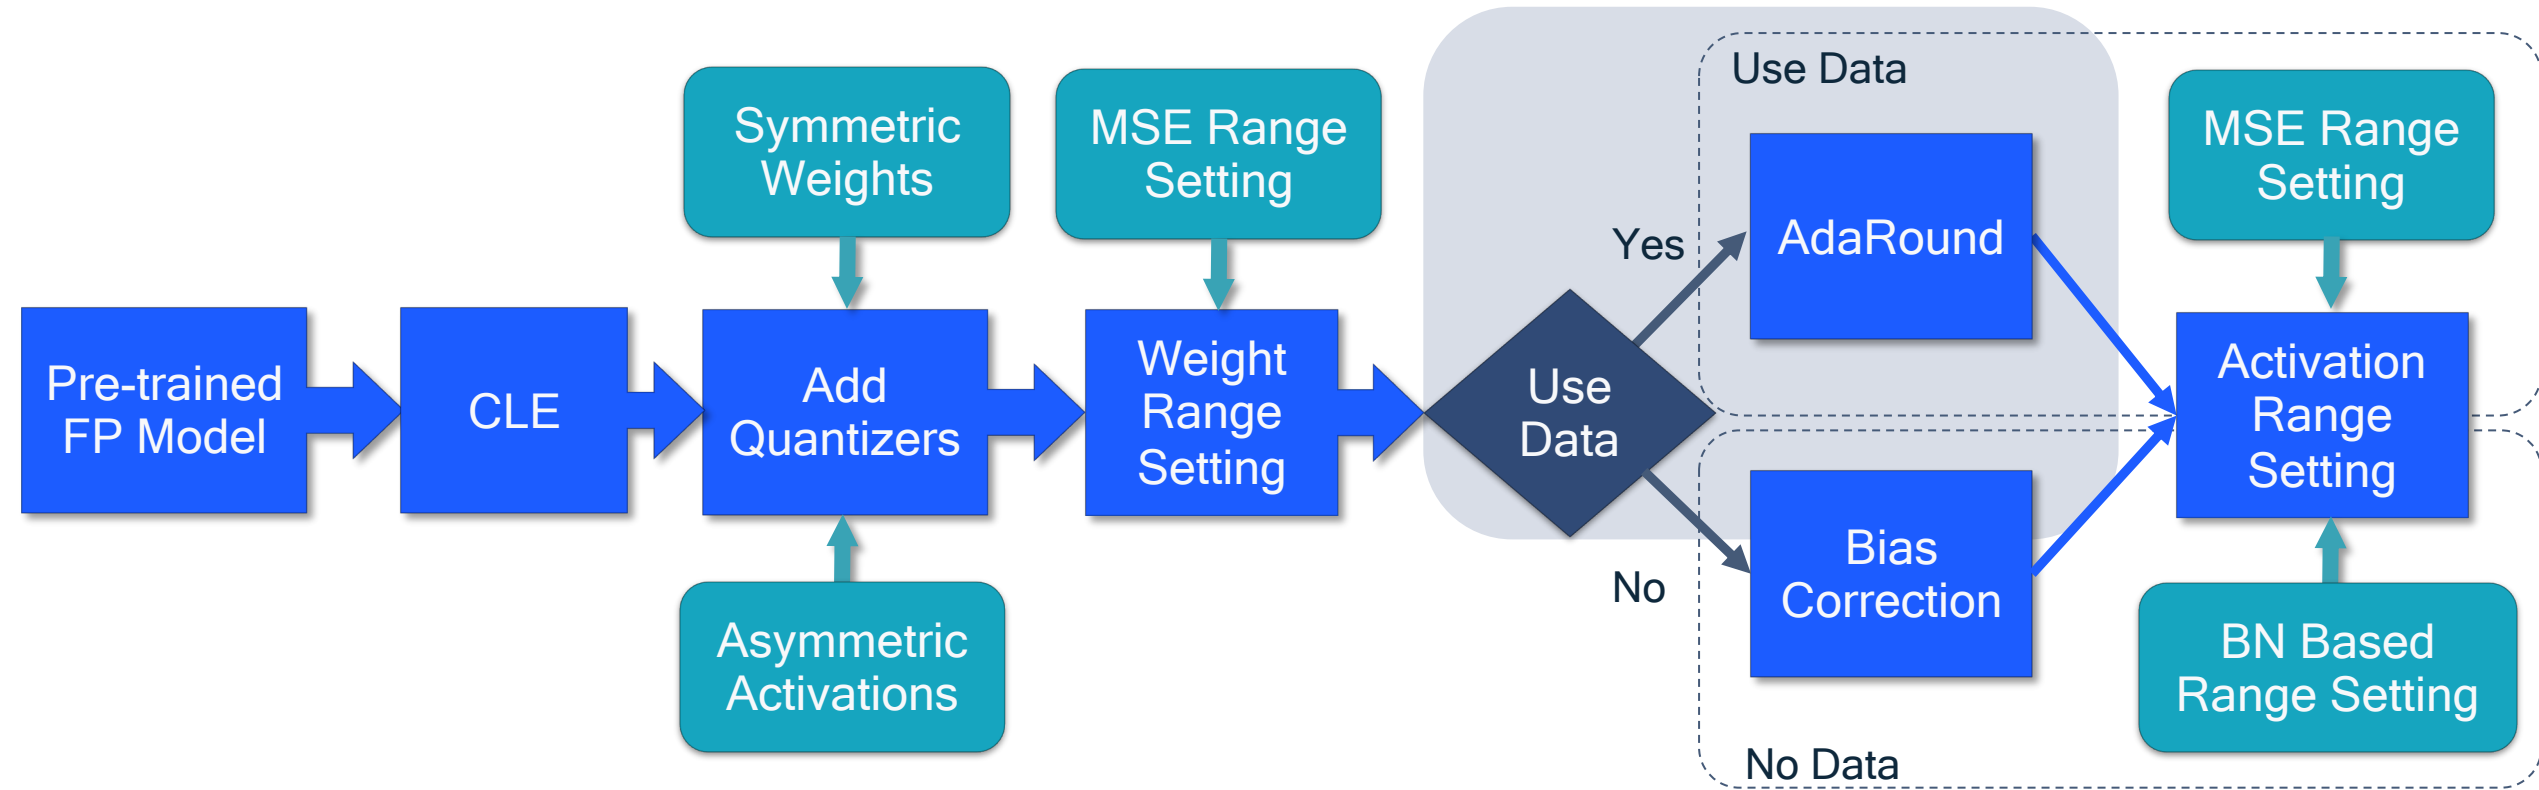 Pre-trained
FP Model
CLE
Symmetric
Weights
Add
Quantizers
Asymmetric
Activations
MSE Range
Setting
Weight
Range
Setting
Use
Data
Yes
No
Use Data
AdaRound
Bias
Correction
No Data
MSE Range
Setting
Activation
Range
Setting
BN Based
Range Setting